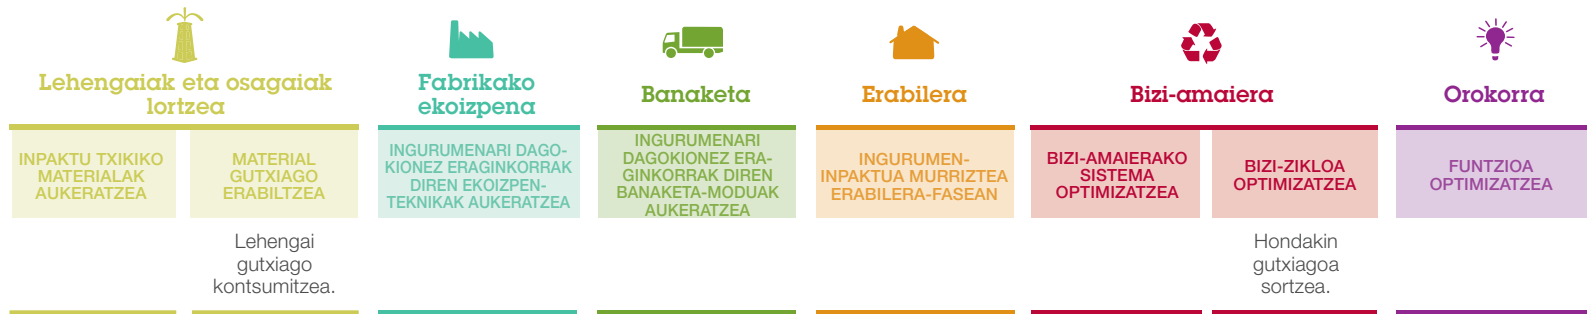 Lehengaiak eta osagaiak
lortzea
Fabrikako
ekoizpena
Banaketa
Erabilera
Bizi-amaiera
Orokorra
INPAKTU TXIKIKO
MATERIALAK
AUKERATZEA
MATERIAL
GUTXIAGO
ERABILTZEA
INGURUMENARI DAGO-
KIONEZ ERAGINKORRAK
DIREN EKOIZPEN-
TEKNIKAK AUKERATZEA
INGURUMENARI
DAGOKIONEZ ERA-
GINKORRAK DIREN
BANAKETA-MODUAK
AUKERATZEA
INGURUMEN-
INPAKTUA MURRIZTEA
ERABILERA-FASEAN
BIZI-AMAIERAKO
SISTEMA
OPTIMIZATZEA
BIZI-ZIKLOA
OPTIMIZATZEA
FUNTZIOA
OPTIMIZATZEA
Lehengai
gutxiago
kontsumitzea.
Hondakin
gutxiagoa
sortzea.